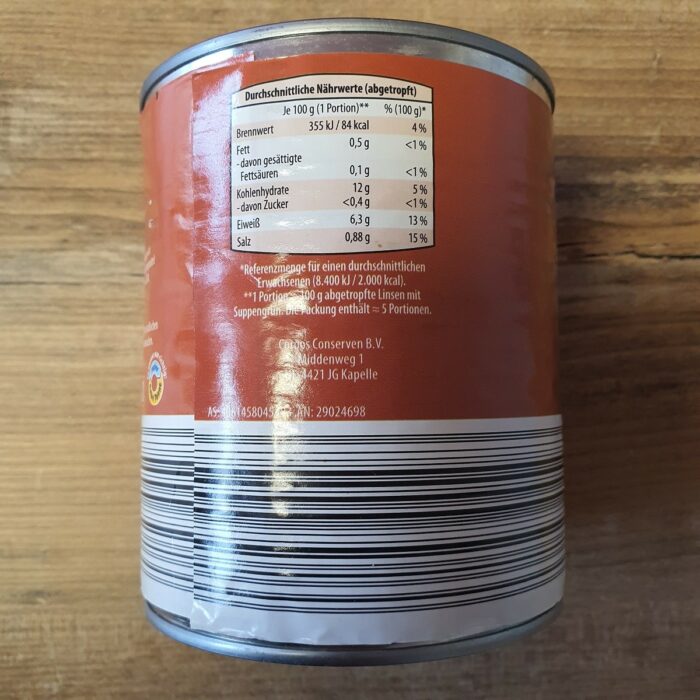 Durchschnittliche Nährwerte (abgetropft)
Je 100 g (1 Portion)** % (100 g)*
Brennwert 355 kJ / 84 kcal 4 %
Fett 0,5 g <1 %
- davon gesättigte
Fettsäuren 0,1 g <1 %
Kohlenhydrate 12 g 5 %
- davon Zucker <0,4 g <1 %
Eiweiß 6,3 g 13 %
Salz 0,88 g 15 %
*Referenzmenge für einen durchschnittlichen
Erwachsenen (8.400 kJ / 2.000 kcal).
**1 Portion 100 g abgetropfte Linsen mit
Suppengrün. Die Packung enthält ≈ 5 Portionen.
Conserven B.V.
Middenweg 1
4421 JG Kapelle
AN: 29024698